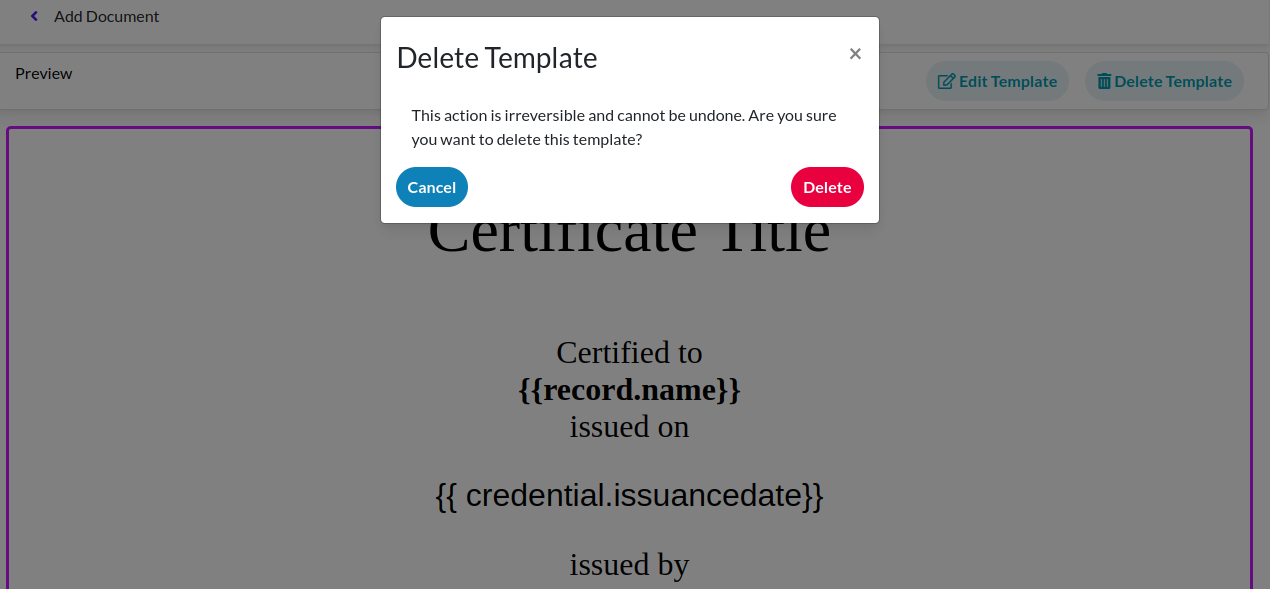 Add Document
Delete Template
×
Preview
Edit Template
Delete Template
This action is irreversible and cannot be undone. Are you sure
you want to delete this template?
Cancel
Delete
Certificate Title
Certified to
{{record.name}}
issued on
{{ credential.issuancedate}}
issued by